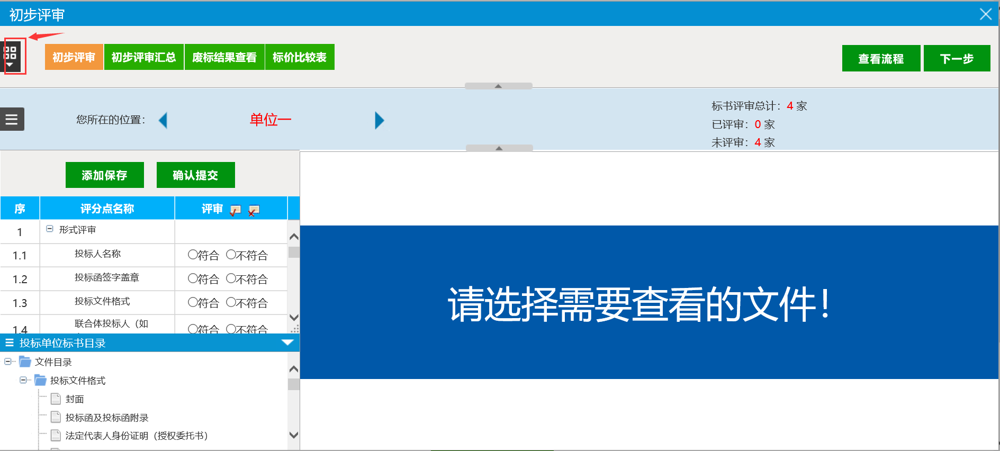 初步评审
初步评审 初步评审汇总 废标结果查看 标价比较表 查看流程 下一步
您所在的位置： 单位一
标书评审总计：4 家
已评审：0 家
未评审：4 家
添加保存 确认提交
序 评分点名称 评审
1 形式评审
1.1 投标人名称 符合 不符合
1.2 投标函签字盖章 符合 不符合
1.3 投标文件格式 符合 不符合
1.4 联合体投标人（如 符合 不符合
投标单位标书目录
文件目录
投标文件格式
封面
投标函及投标函附录
法定代表人身份证明（授权委托书）
请选择需要查看的文件！